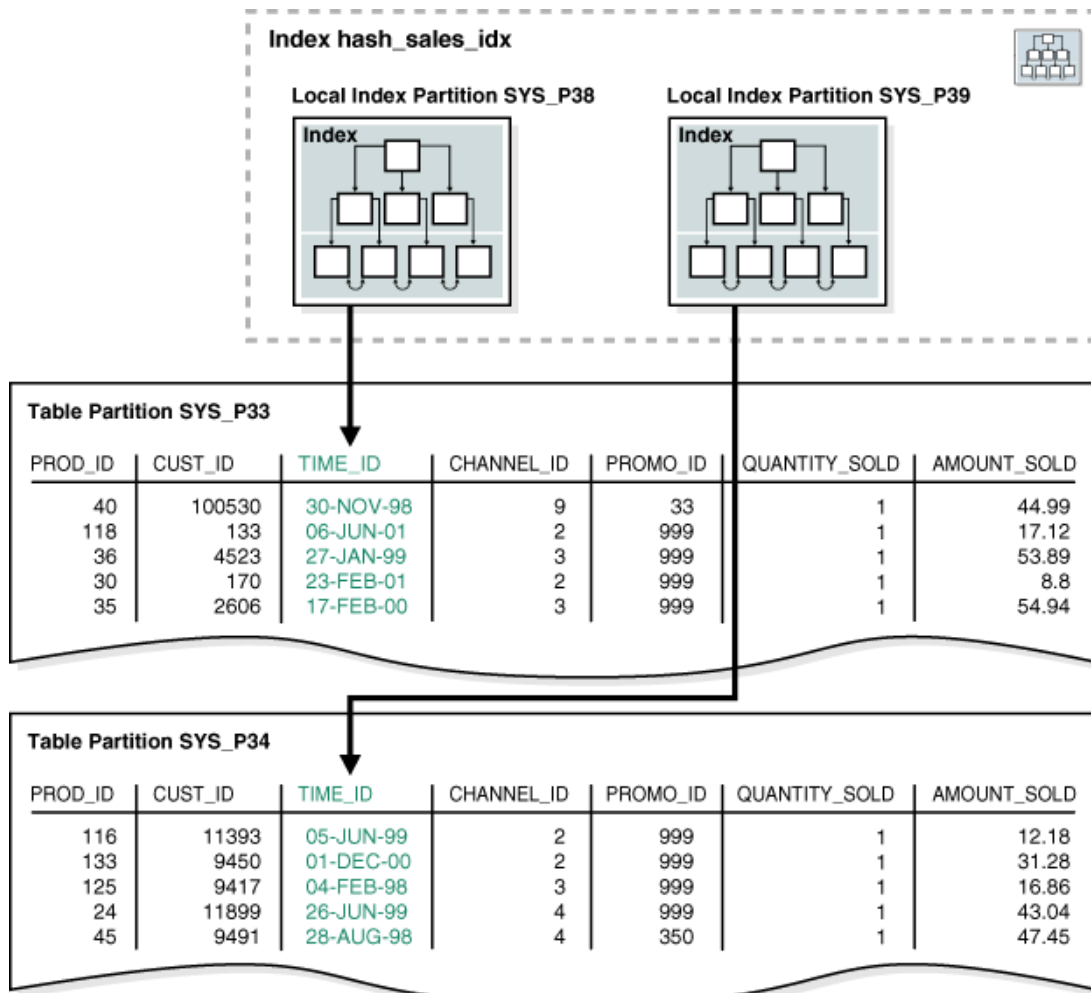 Index hash_sales_idx
Local Index Partition SYS_P38 Local Index Partition SYS_P39
Index Index
Table Partition SYS_P33
PROD_ID CUST_ID TIME_ID CHANNEL_ID PROMO_ID QUANTITY_SOLD AMOUNT_SOLD
40 100530 30-NOV-98 9 33 1 44.99
118 133 06-JUN-01 2 999 1 17.12
36 4523 27-JAN-99 3 999 1 53.89
30 170 23-FEB-01 2 999 1 8.8
35 2606 17-FEB-00 3 999 1 54.94
Table Partition SYS_P34
PROD_ID CUST_ID TIME_ID CHANNEL_ID PROMO_ID QUANTITY_SOLD AMOUNT_SOLD
116 11393 05-JUN-99 2 999 1 12.18
133 9450 01-DEC-00 2 999 1 31.28
125 9417 04-FEB-98 3 999 1 16.86
24 11899 26-JUN-99 4 999 1 43.04
45 9491 28-AUG-98 4 350 1 47.45